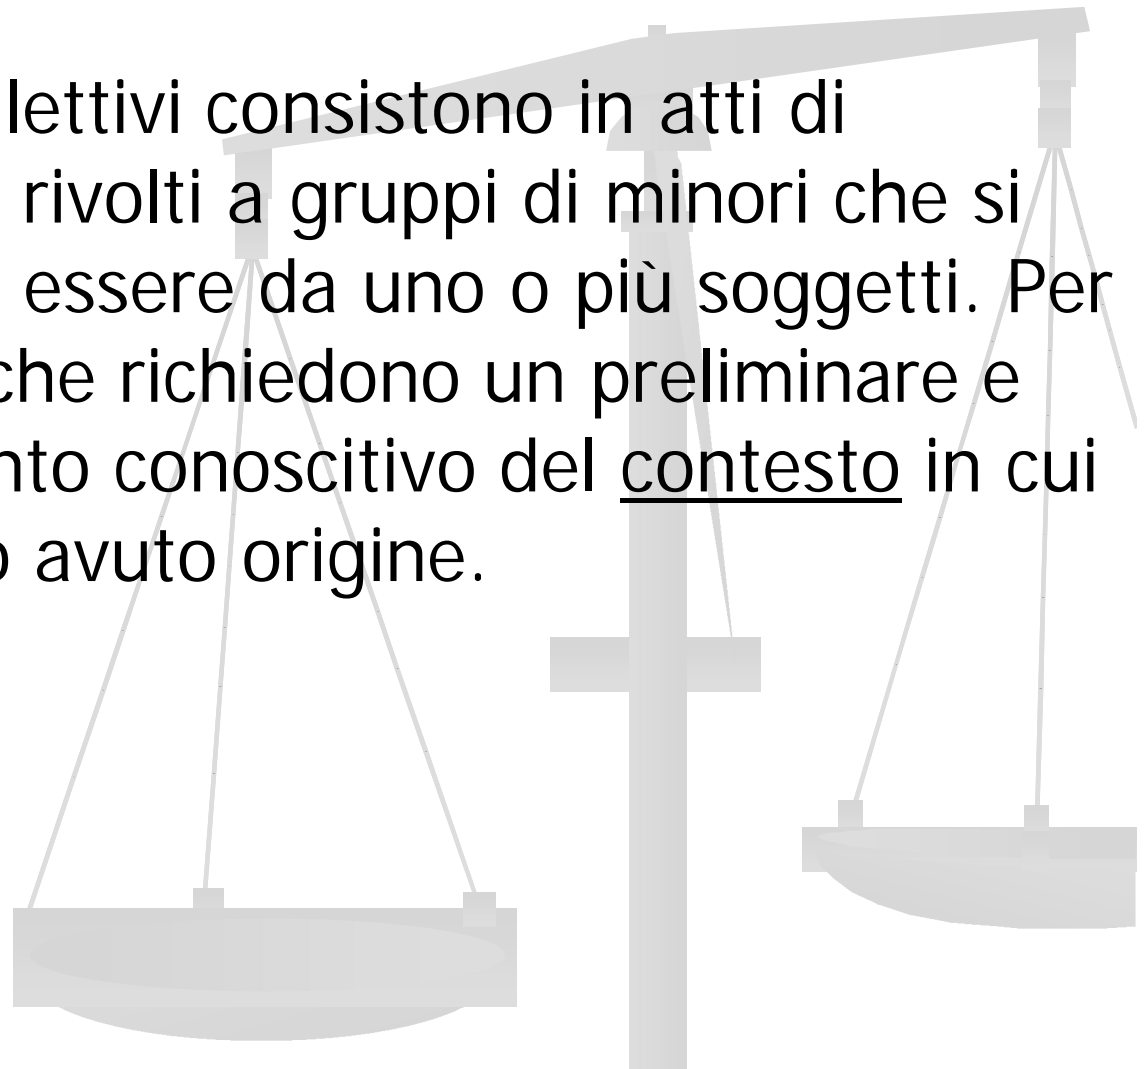 lettivi consistono in atti di
rivolti a gruppi di minori che si
essere da uno o più soggetti. Per
che richiedono un preliminare e
nto conoscitivo del contesto in cui
o avuto origine.